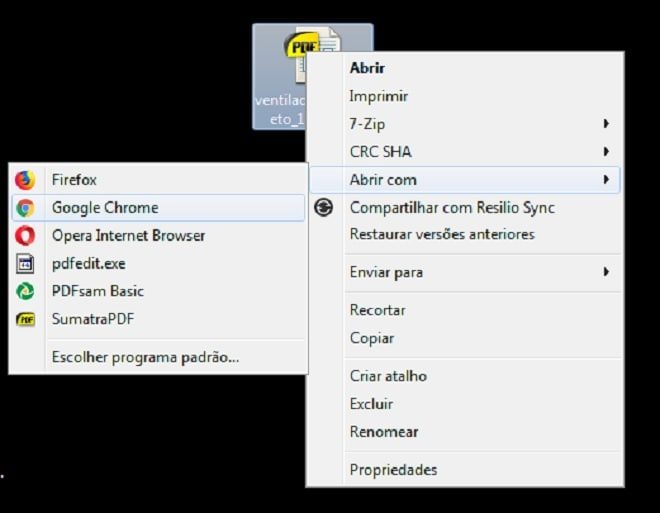 PDF
Abrir
Imprimir
7-Zip
CRC SHA
Abrir com
Compartilhar com Resilio Sync
Restaurar versões anteriores
Enviar para
Recortar
Copiar
Criar atalho
Excluir
Renomear
Propriedades
Firefox
Google Chrome
Opera Internet Browser
pdfedit.exe
PDFsam Basic
SumatraPDF
Escolher programa padrão...